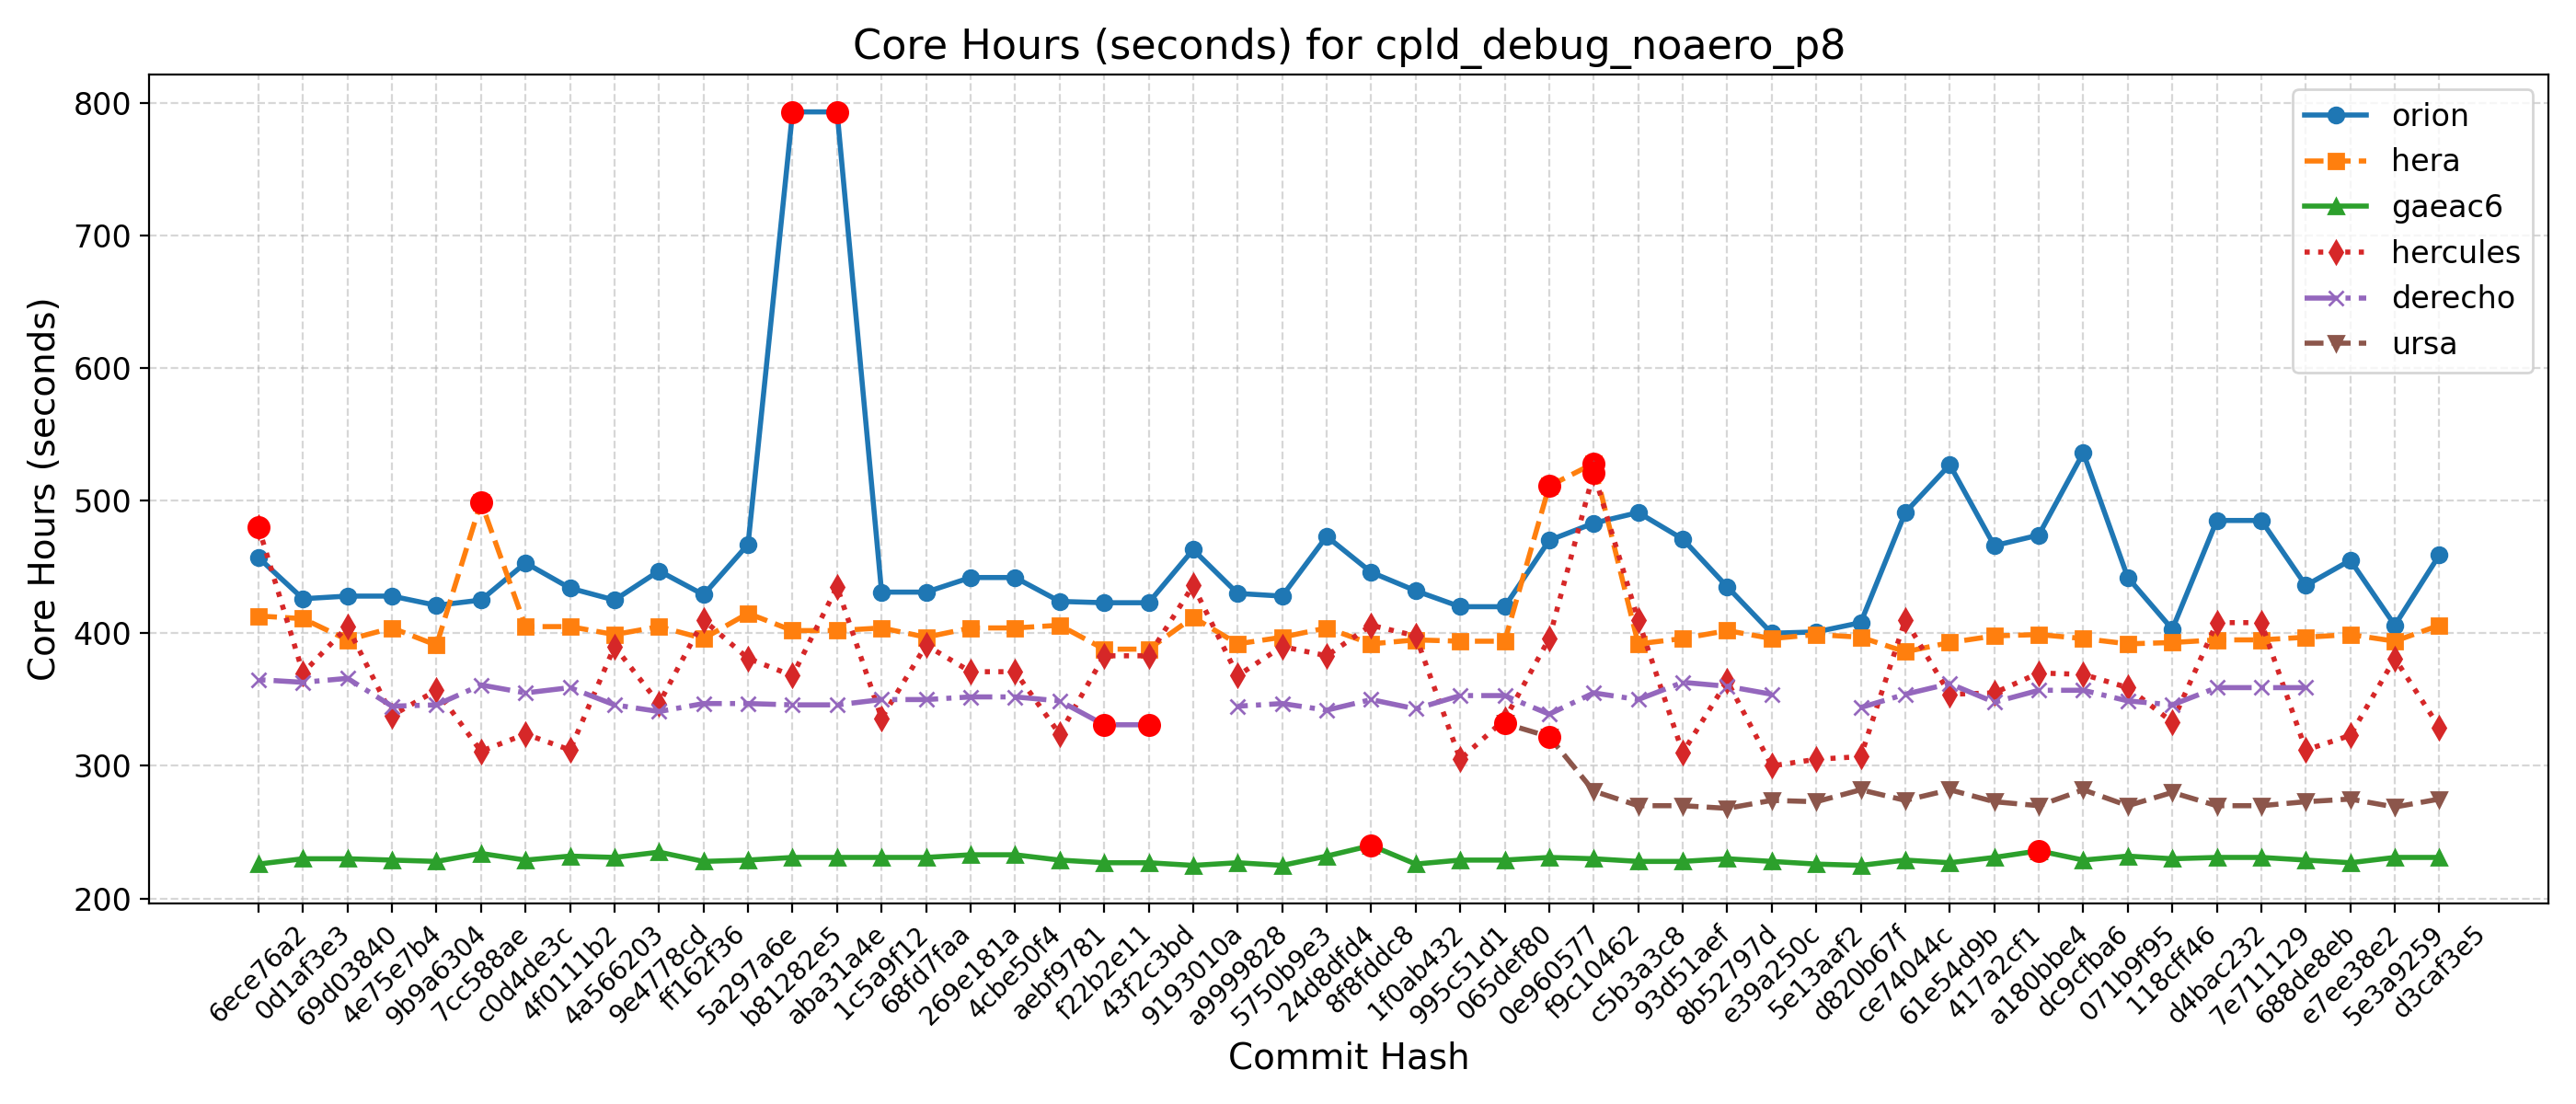 Core Hours (seconds) for cpld_debug_noaero_p8
Core Hours (seconds)
800
700
600
500
400
300
200
orion
hera
gaeac6
hercules
derecho
ursa
6ece76a2
0d1af3e3
69d03840
4e75e7b4
9b9a6304
7cc588ae
c0d4de3c
4f0111b2
4a566203
9e4778cd
ff162f36
5a297a6e
b81282e5
aba31a4e
1c5a9f12
68fd7faa
269e181a
4cbe50f4
aebf9781
f22b2e11
43f2c3bd
9193010a
a9999828
5750b9e3
24d8dfd4
8f8fddc8
1f0ab432
995c51d1
065def80
0e960577
f9c10462
c5b3a3c8
93d51aef
8b52797d
e39a250c
5e13aaf2
d820b67f
ce74044c
61e54d9b
417a2cf1
a180bbe4
dc9cfba6
071b9f95
118cff46
d4bac232
7e711129
688de8eb
e7ee38e2
5e3a9259
d3caf3e5
Commit Hash